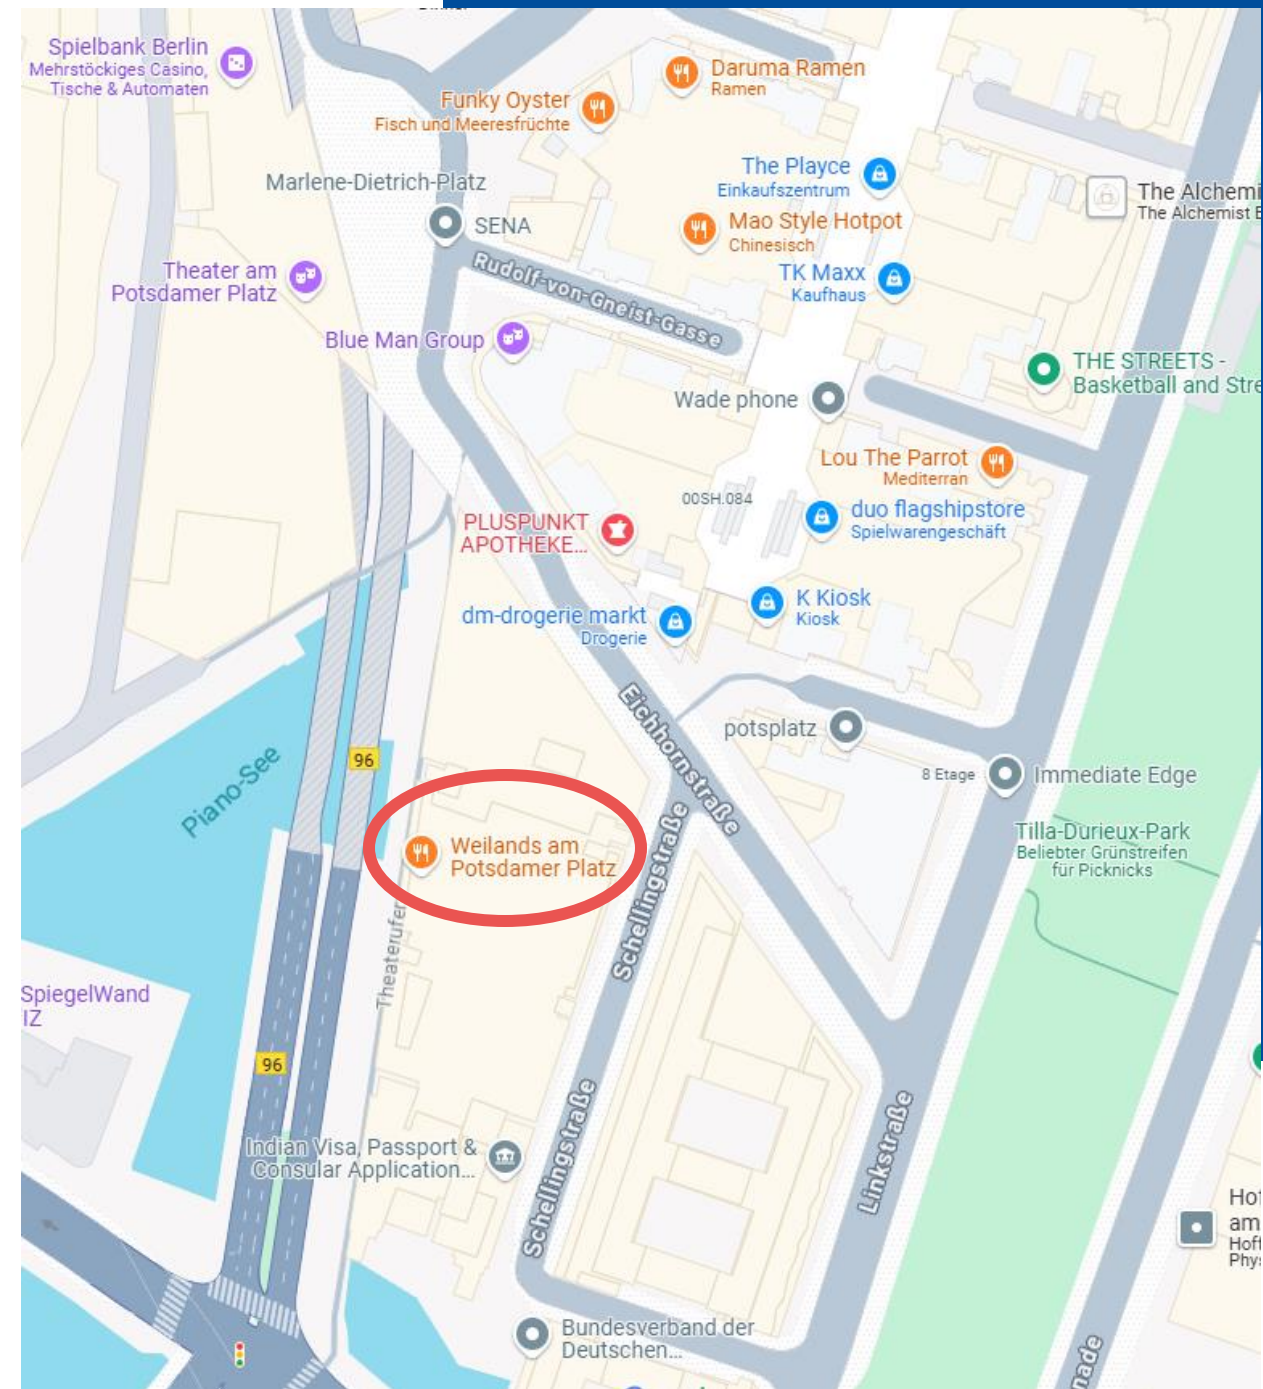 Spielbank Berlin
Mehrstöckiges Casino,
Tische & Automaten
Daruma Ramen
Ramen
Funky Oyster
Fisch und Meeresfrüchte
The Playce
Einkaufszentrum
Marlene-Dietrich-Platz
SENA
Mao Style Hotpot
Chinesisch
The Alchemi
The Alchemist E
Rudolf-von-Gneist-Gasse
TK Maxx
Kaufhaus
Theater am
Potsdamer Platz
Blue Man Group
THE STREETS -
Basketball and Stre
Wade phone
Lou The Parrot
Mediterran
00SH.084
duo flagshipstore
Spielwarengeschäft
PLUSPUNKT
APOTHEKE...
dm-drogerie markt
Drogerie
K Kiosk
Kiosk
Eichhornstraße
potsplatz
96
Piano-See
8 Etage
Immediate Edge
Tilla-Durieux-Park
Beliebter Grünstreifen
für Picknicks
Weilands am
Potsdamer Platz
Schellingstraße
Theaterufer
SpiegelWand
IZ
96
Indian Visa, Passport &
Consular Application...
Schellingstraße
Linkstraße
Hof
am
Hoff
Phys
Bundesverband der
Deutschen...
nade